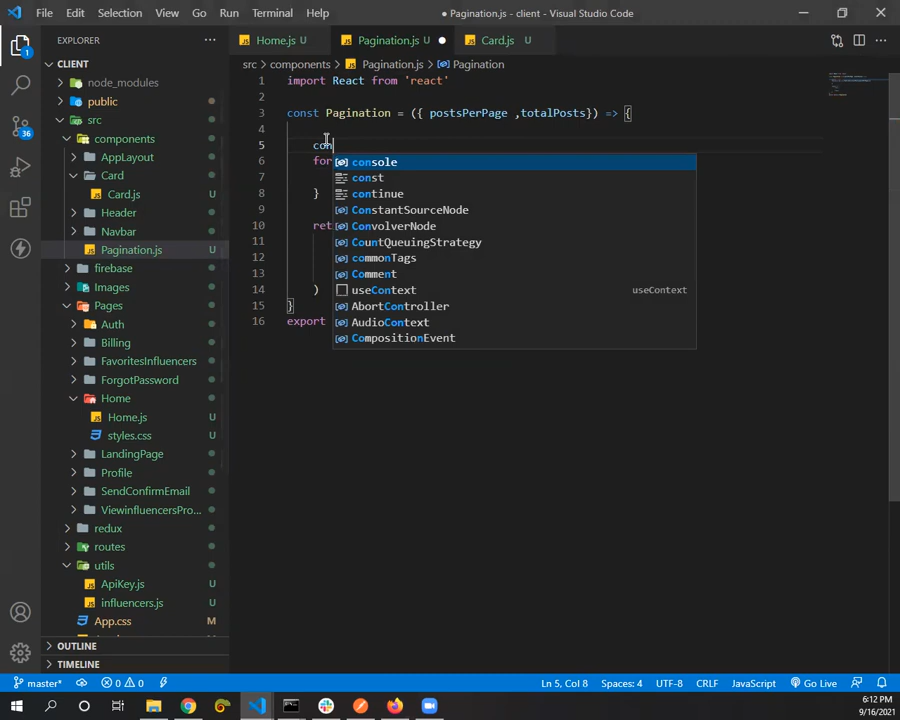 File Edit Selection View Go Run Terminal Help
● Pagination.js - client - Visual Studio Code
EXPLORER
Home.js U
Pagination.js U ●
Card.js U
src > components > Pagination.js > Pagination
CLIENT
node_modules
public
src
components
AppLayout
Card
Card.js U
Header
Navbar
Pagination.js U
firebase
Images
Pages
Auth
Billing
FavoritesInfluencers
ForgotPassword
Home
Home.js U
styles.css U
LandingPage
Profile
SendConfirmEmail
ViewinfluencersPro...
redux
routes
utils
ApiKey.js U
influencers.js U
App.css M
OUTLINE
TIMELINE
1 import React from 'react'
2
3 const Pagination = ({ postsPerPage ,totalPosts}) => {
4
5 con
6 for
7
8 }
9
10 ret
11
12
13
14 )
15 }
16 export
console
const
continue
ConstantSourceNode
ConvolverNode
CountQueuingStrategy
commonTags
Comment
useContext useContext
AbortController
AudioContext
CompositionEvent
1
36
master* 0 0
Ln 5, Col 8 Spaces: 4 UTF-8 CRLF JavaScript Go Live
6:12 PM
9/16/2021